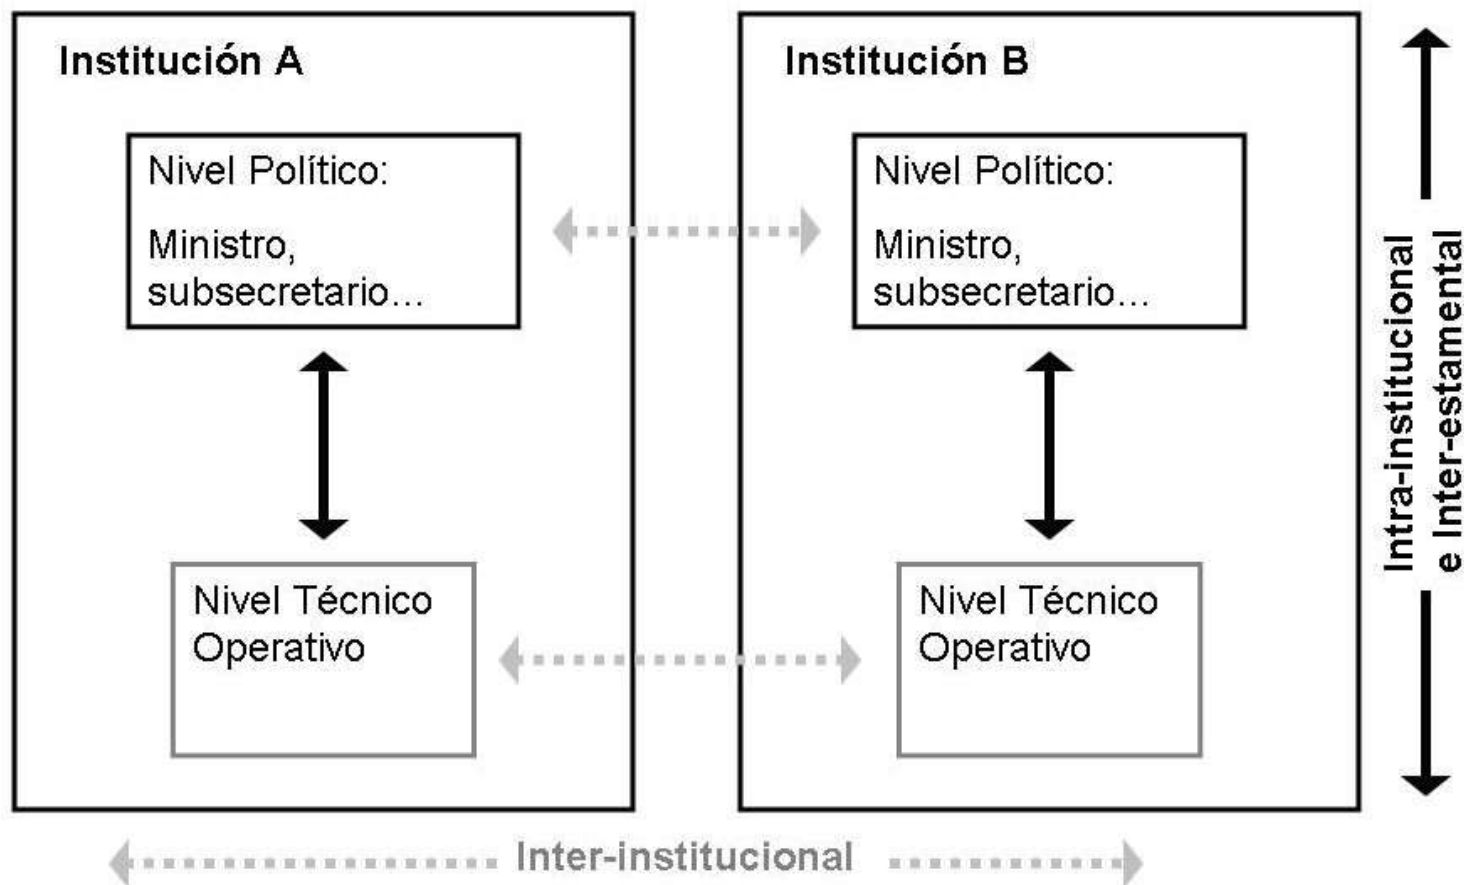 Institución A
Nivel Político:
Ministro,
subsecretario…
Nivel Técnico
Operativo
Institución B
Nivel Político:
Ministro,
subsecretario…
Nivel Técnico
Operativo
Intra-institucional
e Inter-estamental
Inter-institucional